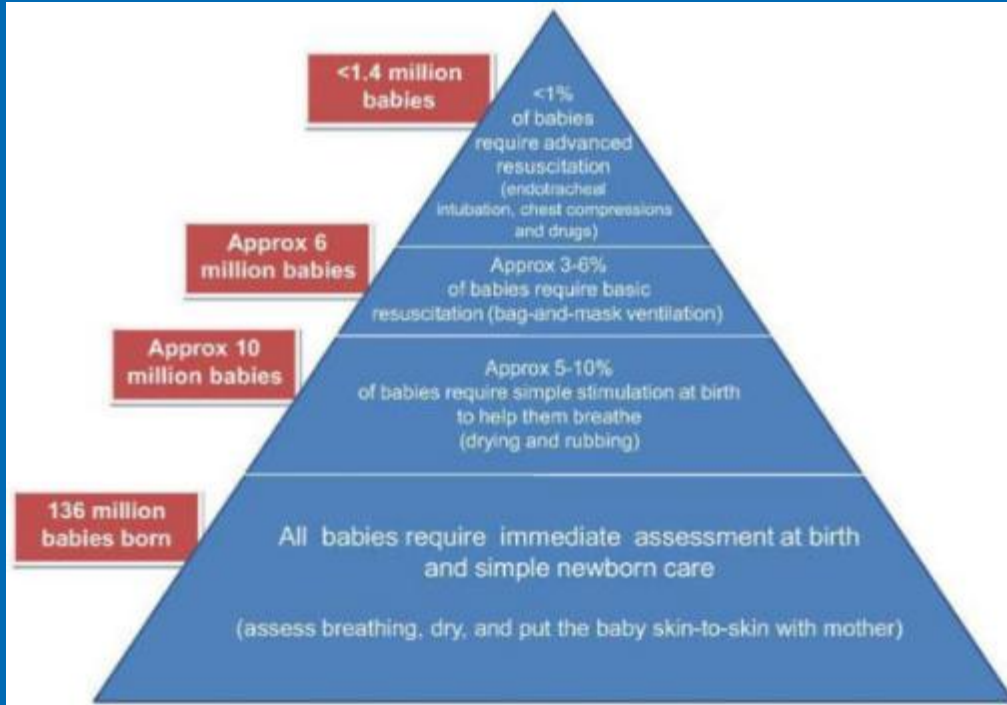 <1.4 million
babies
<1%
of babies
require advanced
resuscitation
(endotracheal
intubation, chest compressions
and drugs)
Approx 6
million babies
Approx 3-6%
of babies require basic
resuscitation (bag-and-mask ventilation)
Approx 10
million babies
Approx 5-10%
of babies require simple stimulation at birth
to help them breathe
(drying and rubbing)
136 million
babies born
All babies require immediate assessment at birth
and simple newborn care
(assess breathing, dry, and put the baby skin-to-skin with mother)